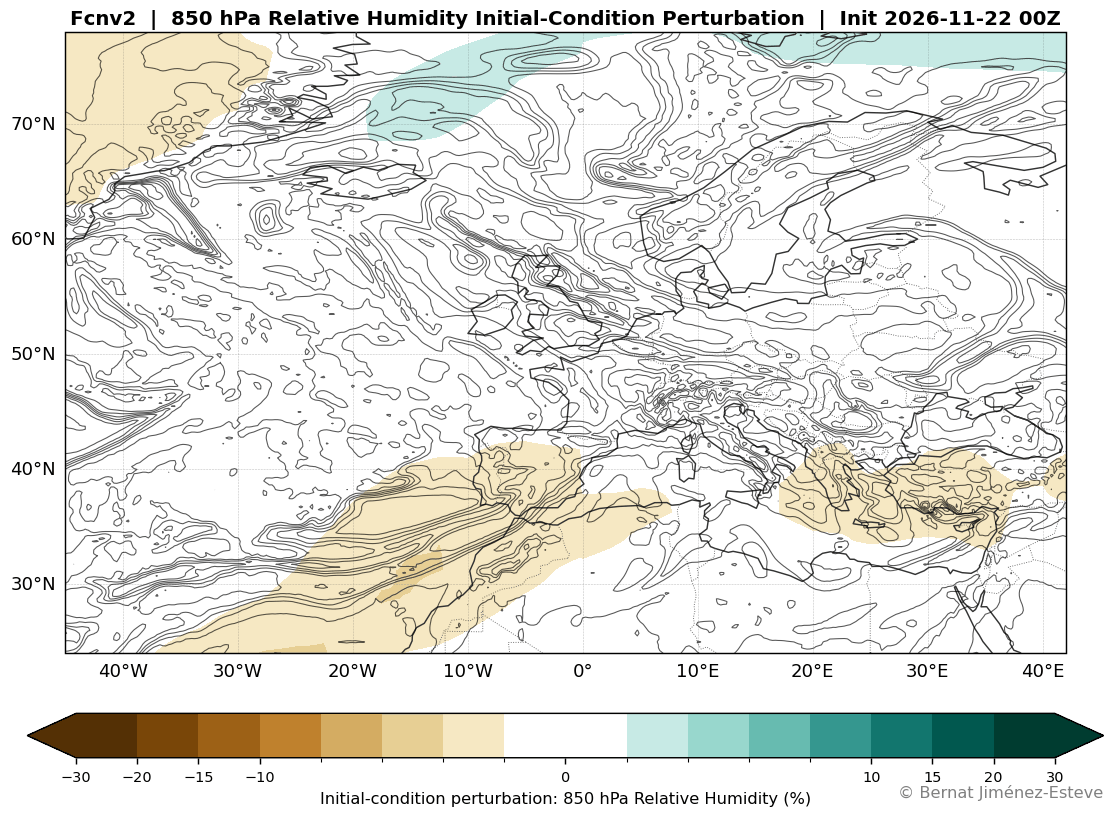 Fcnv2 | 850 hPa Relative Humidity Initial-Condition Perturbation | Init 2026-11-22 00Z
70°N
60°N
50°N
40°N
30°N
40°W 30°W 20°W 10°W 0° 10°E 20°E 30°E 40°E
−30 −20 −15 −10 0 10 15 20 30
Initial-condition perturbation: 850 hPa Relative Humidity (%)
© Bernat Jiménez-Esteve